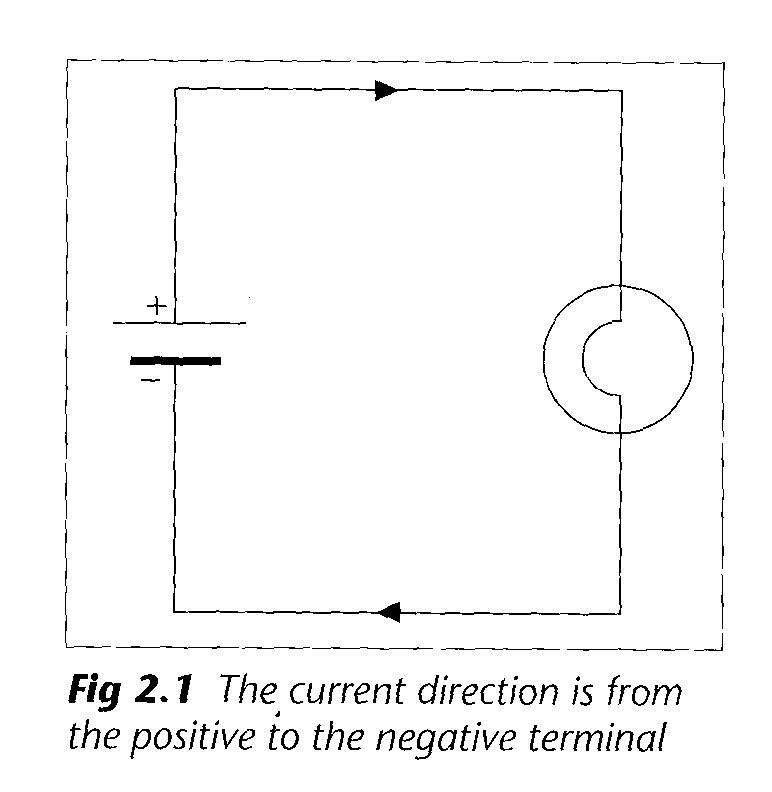 +
−
Fig 2.1 The current direction is from
the positive to the negative terminal